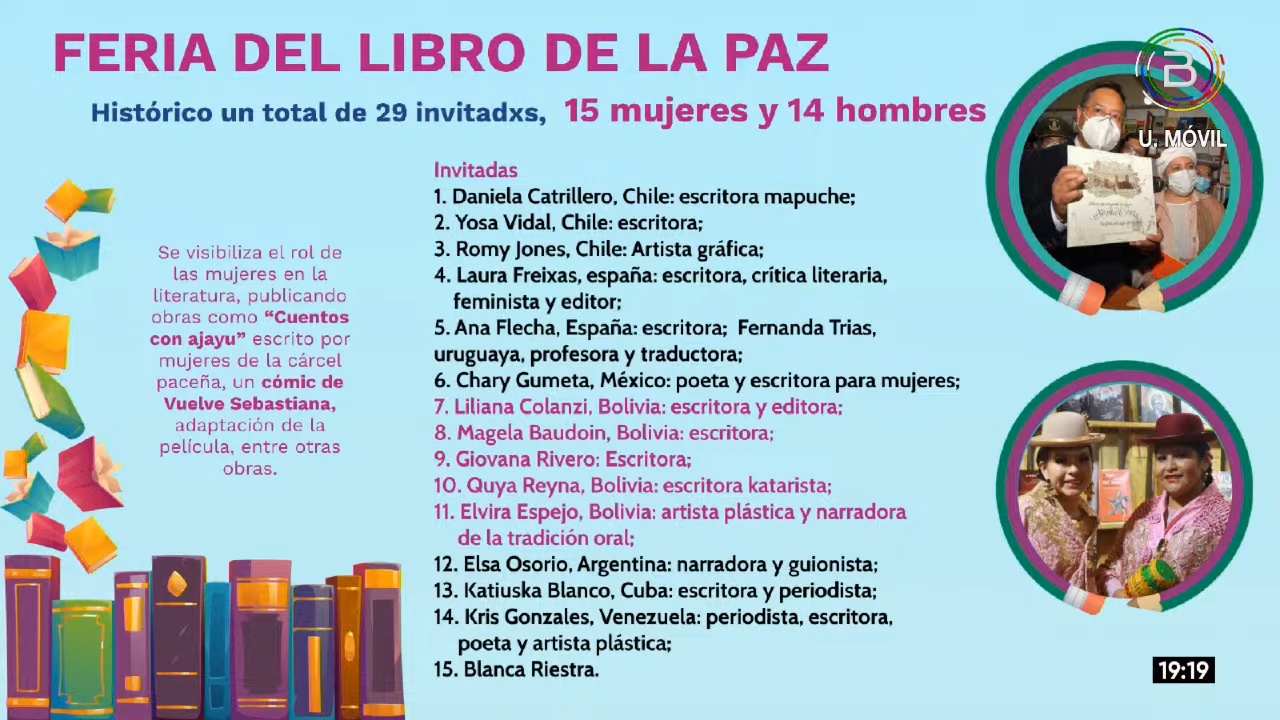 FERIA DEL LIBRO DE LA PAZ
Histórico un total de 29 invitadxs, 15 mujeres y 14 hombres
B
U. MÓVIL
Se visibiliza el rol de
las mujeres en la
literatura, publicando
obras como “Cuentos
con ajayu” escrito por
mujeres de la cárcel
paceña, un cómic de
Vuelve Sebastiana,
adaptación de la
película, entre otras
obras.
Invitadas
1. Daniela Catrillero, Chile: escritora mapuche;
2. Yosa Vidal, Chile: escritora;
3. Romy Jones, Chile: Artista gráfica;
4. Laura Freixas, españa: escritora, crítica literaria,
feminista y editor;
5. Ana Flecha, España: escritora; Fernanda Trias,
uruguaya, profesora y traductora;
6. Chary Gumeta, México: poeta y escritora para mujeres;
7. Liliana Colanzi, Bolivia: escritora y editora;
8. Magela Baudoin, Bolivia: escritora;
9. Giovana Rivero: Escritora;
10. Quya Reyna, Bolivia: escritora katarista;
11. Elvira Espejo, Bolivia: artista plástica y narradora
de la tradición oral;
12. Elsa Osorio, Argentina: narradora y guionista;
13. Katiuska Blanco, Cuba: escritora y periodista;
14. Kris Gonzales, Venezuela: periodista, escritora,
poeta y artista plástica;
15. Blanca Riestra.
19:19